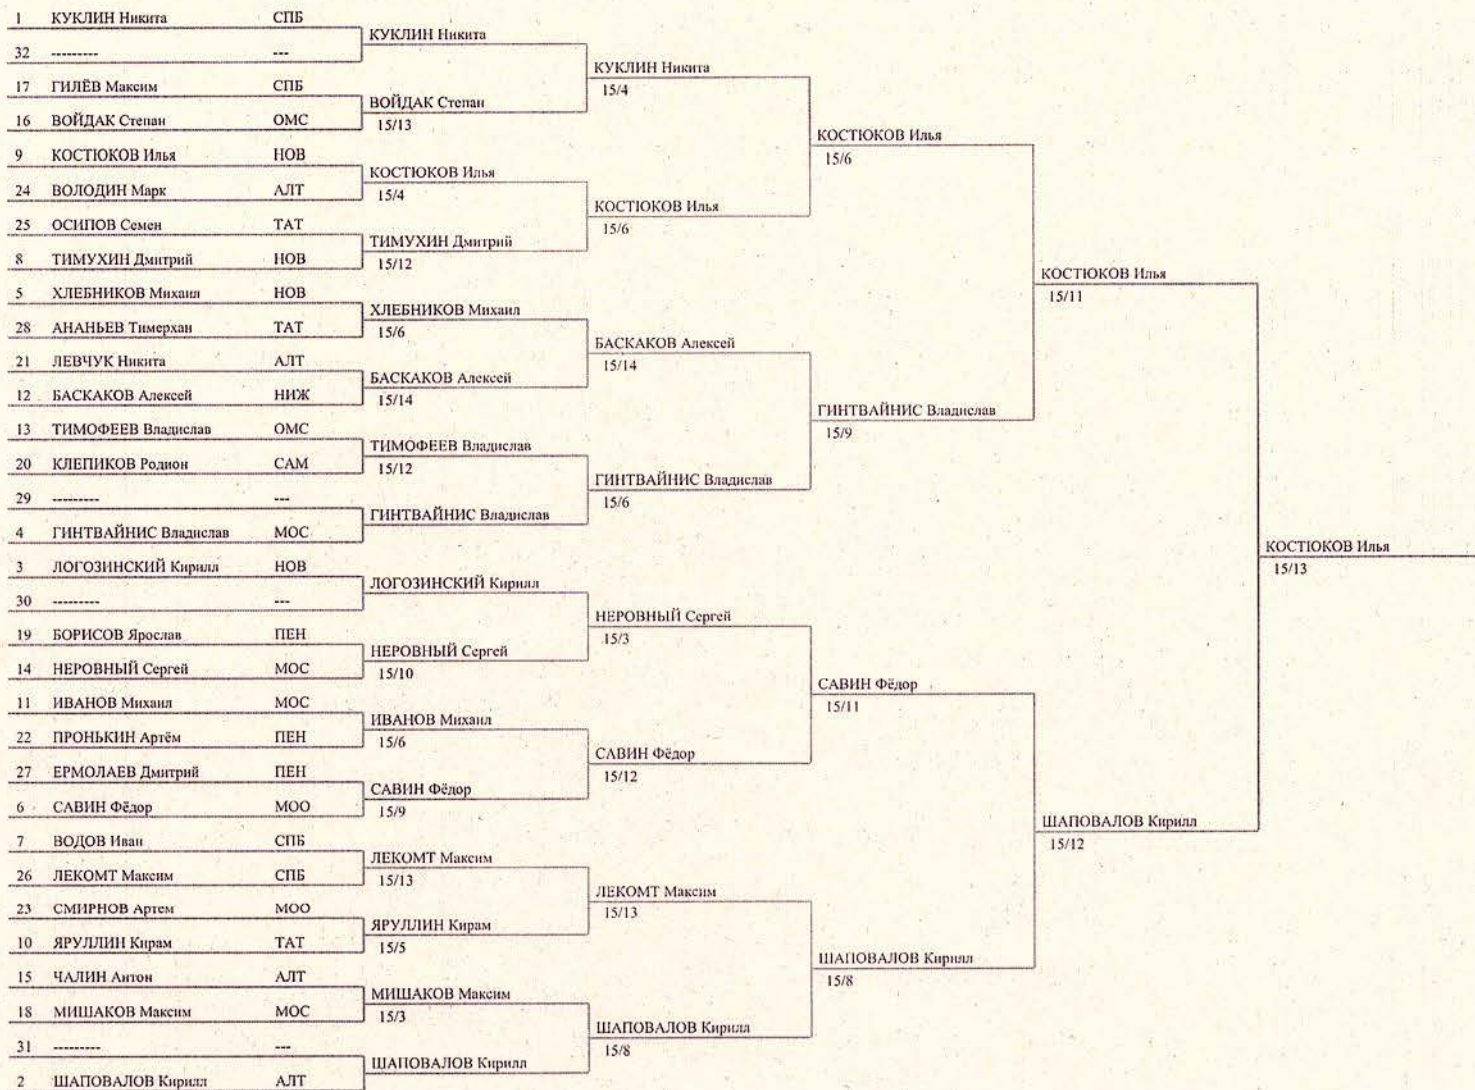 1 КУКЛИН Никита СПБ
КУКЛИН Никита
32 --------- ---
КУКЛИН Никита
15/4
17 ГИЛЁВ Максим СПБ
ВОЙДАК Степан
15/13
16 ВОЙДАК Степан ОМС
КОСТЮКОВ Илья
15/6
9 КОСТЮКОВ Илья НОВ
КОСТЮКОВ Илья
15/4
24 ВОЛОДИН Марк АЛТ
КОСТЮКОВ Илья
15/6
25 ОСИПОВ Семен ТАТ
ТИМУХИН Дмитрий
15/12
8 ТИМУХИН Дмитрий НОВ
КОСТЮКОВ Илья
15/11
5 ХЛЕБНИКОВ Михаил НОВ
ХЛЕБНИКОВ Михаил
15/6
28 АНАНЬЕВ Тимерхан ТАТ
БАСКАКОВ Алексей
15/14
21 ЛЕВЧУК Никита АЛТ
БАСКАКОВ Алексей
15/14
12 БАСКАКОВ Алексей НИЖ
ГИНТВАЙНИС Владислав
15/9
13 ТИМОФЕЕВ Владислав ОМС
ТИМОФЕЕВ Владислав
15/12
20 КЛЕПИКОВ Родион САМ
ГИНТВАЙНИС Владислав
15/6
29 --------- ---
ГИНТВАЙНИС Владислав
4 ГИНТВАЙНИС Владислав МОС
КОСТЮКОВ Илья
15/13
3 ЛОГОЗИНСКИЙ Кирилл НОВ
ЛОГОЗИНСКИЙ Кирилл
30 --------- ---
НЕРОВНЫЙ Сергей
15/3
19 БОРИСОВ Ярослав ПЕН
НЕРОВНЫЙ Сергей
15/10
14 НЕРОВНЫЙ Сергей МОС
САВИН Фёдор
15/11
11 ИВАНОВ Михаил МОС
ИВАНОВ Михаил
15/6
22 ПРОНЬКИН Артём ПЕН
САВИН Фёдор
15/12
27 ЕРМОЛАЕВ Дмитрий ПЕН
САВИН Фёдор
15/9
6 САВИН Фёдор МОО
ШАПОВАЛОВ Кирилл
15/12
7 ВОДОВ Иван СПБ
ЛЕКОМТ Максим
15/13
26 ЛЕКОМТ Максим СПБ
ЛЕКОМТ Максим
15/13
23 СМИРНОВ Артем МОО
ЯРУЛЛИН Кирам
15/5
10 ЯРУЛЛИН Кирам ТАТ
ШАПОВАЛОВ Кирилл
15/8
15 ЧАЛИН Антон АЛТ
МИШАКОВ Максим
15/3
18 МИШАКОВ Максим МОС
ШАПОВАЛОВ Кирилл
15/8
31 --------- ---
ШАПОВАЛОВ Кирилл
2 ШАПОВАЛОВ Кирилл АЛТ